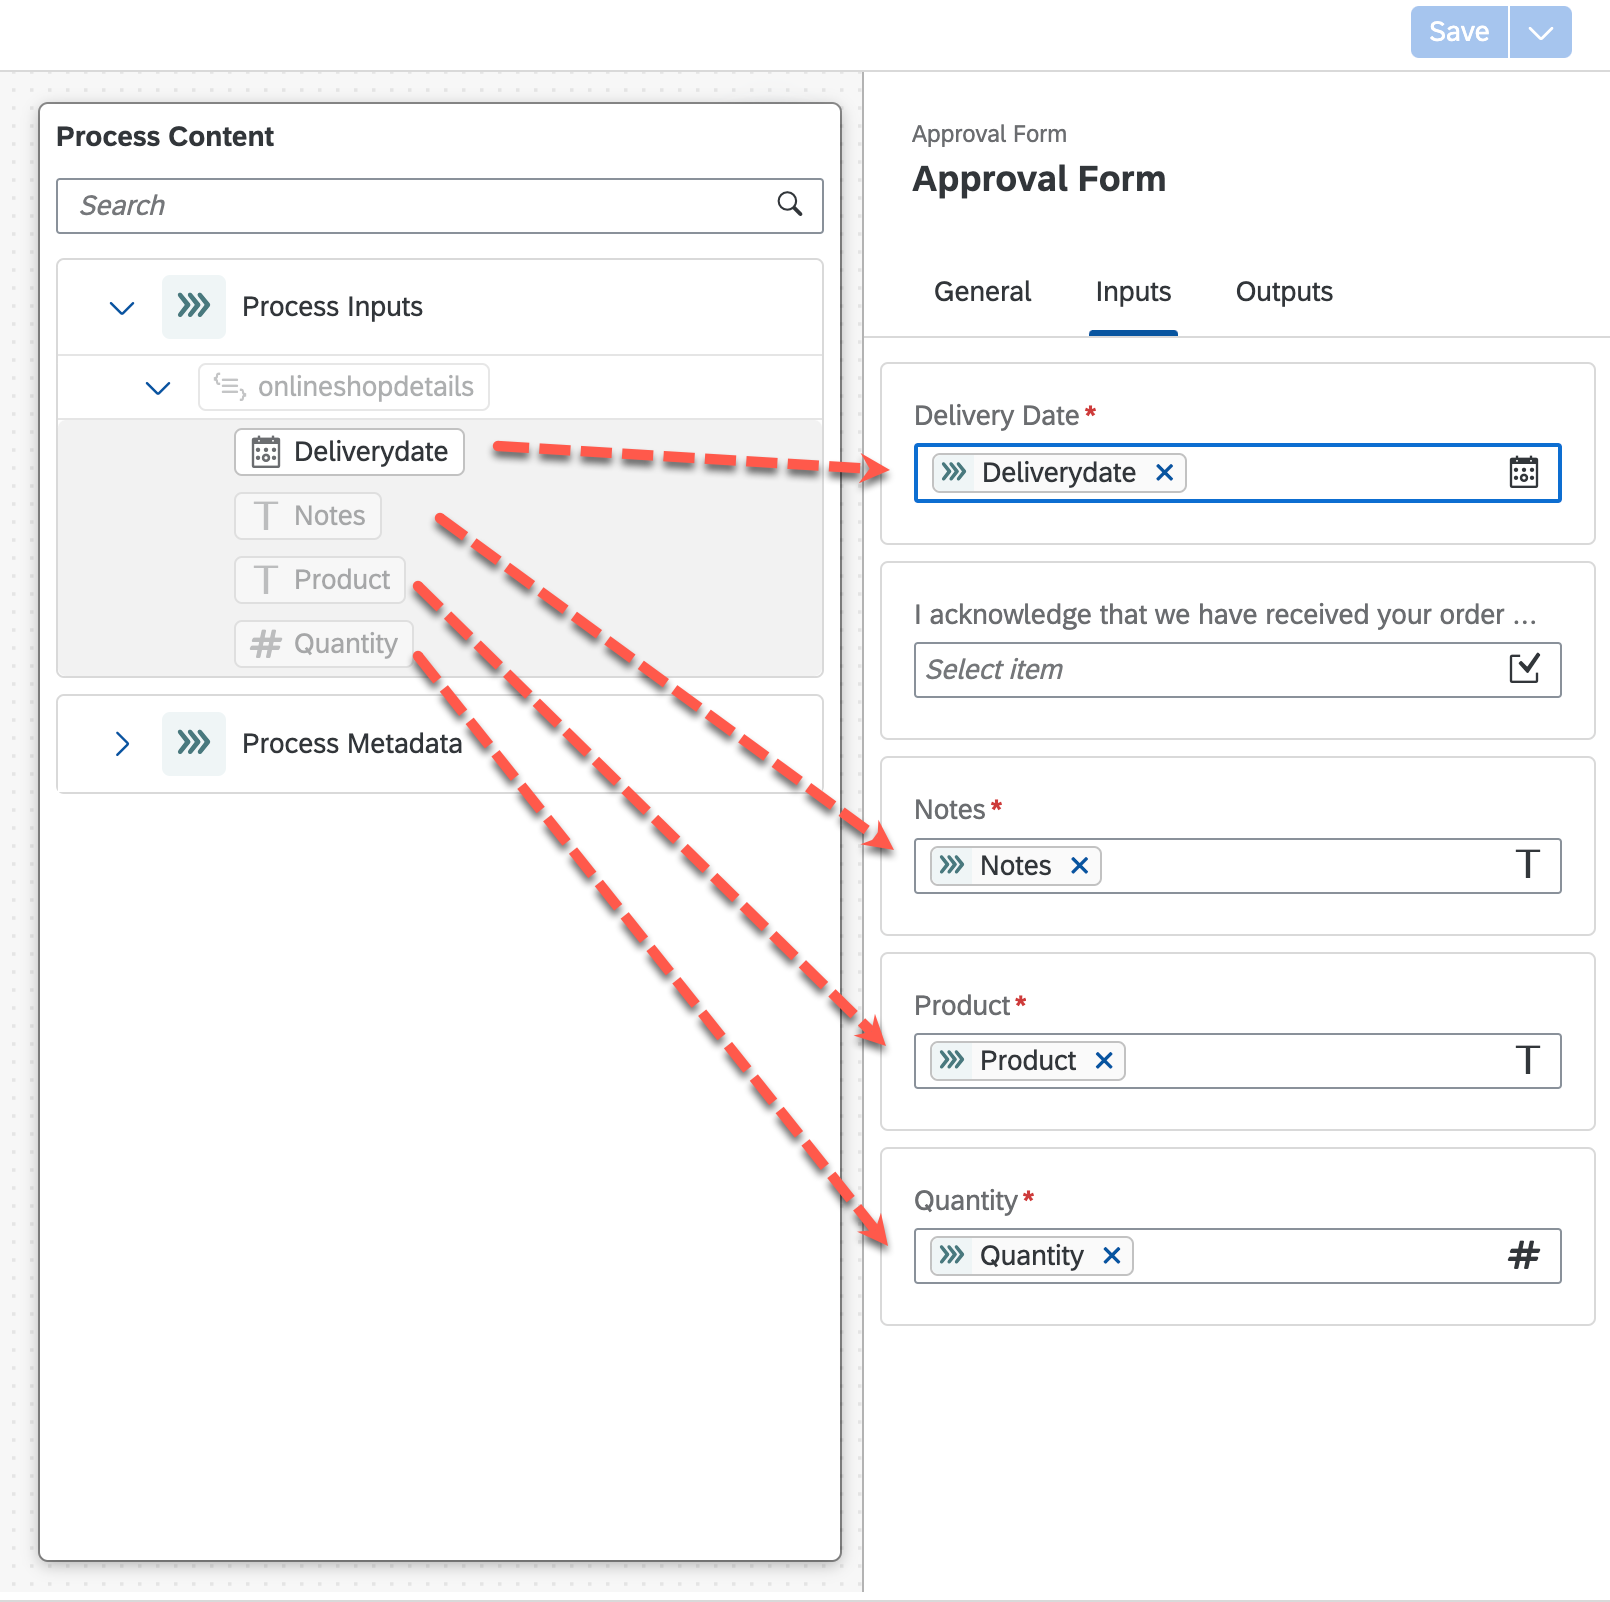 Save
Process Content
Search
Process Inputs
onlineshopdetails
Deliverydate
Notes
Product
Quantity
Process Metadata
Approval Form
Approval Form
General Inputs Outputs
Delivery Date*
Deliverydate
I acknowledge that we have received your order ...
Select item
Notes*
Notes
Product*
Product
Quantity*
Quantity